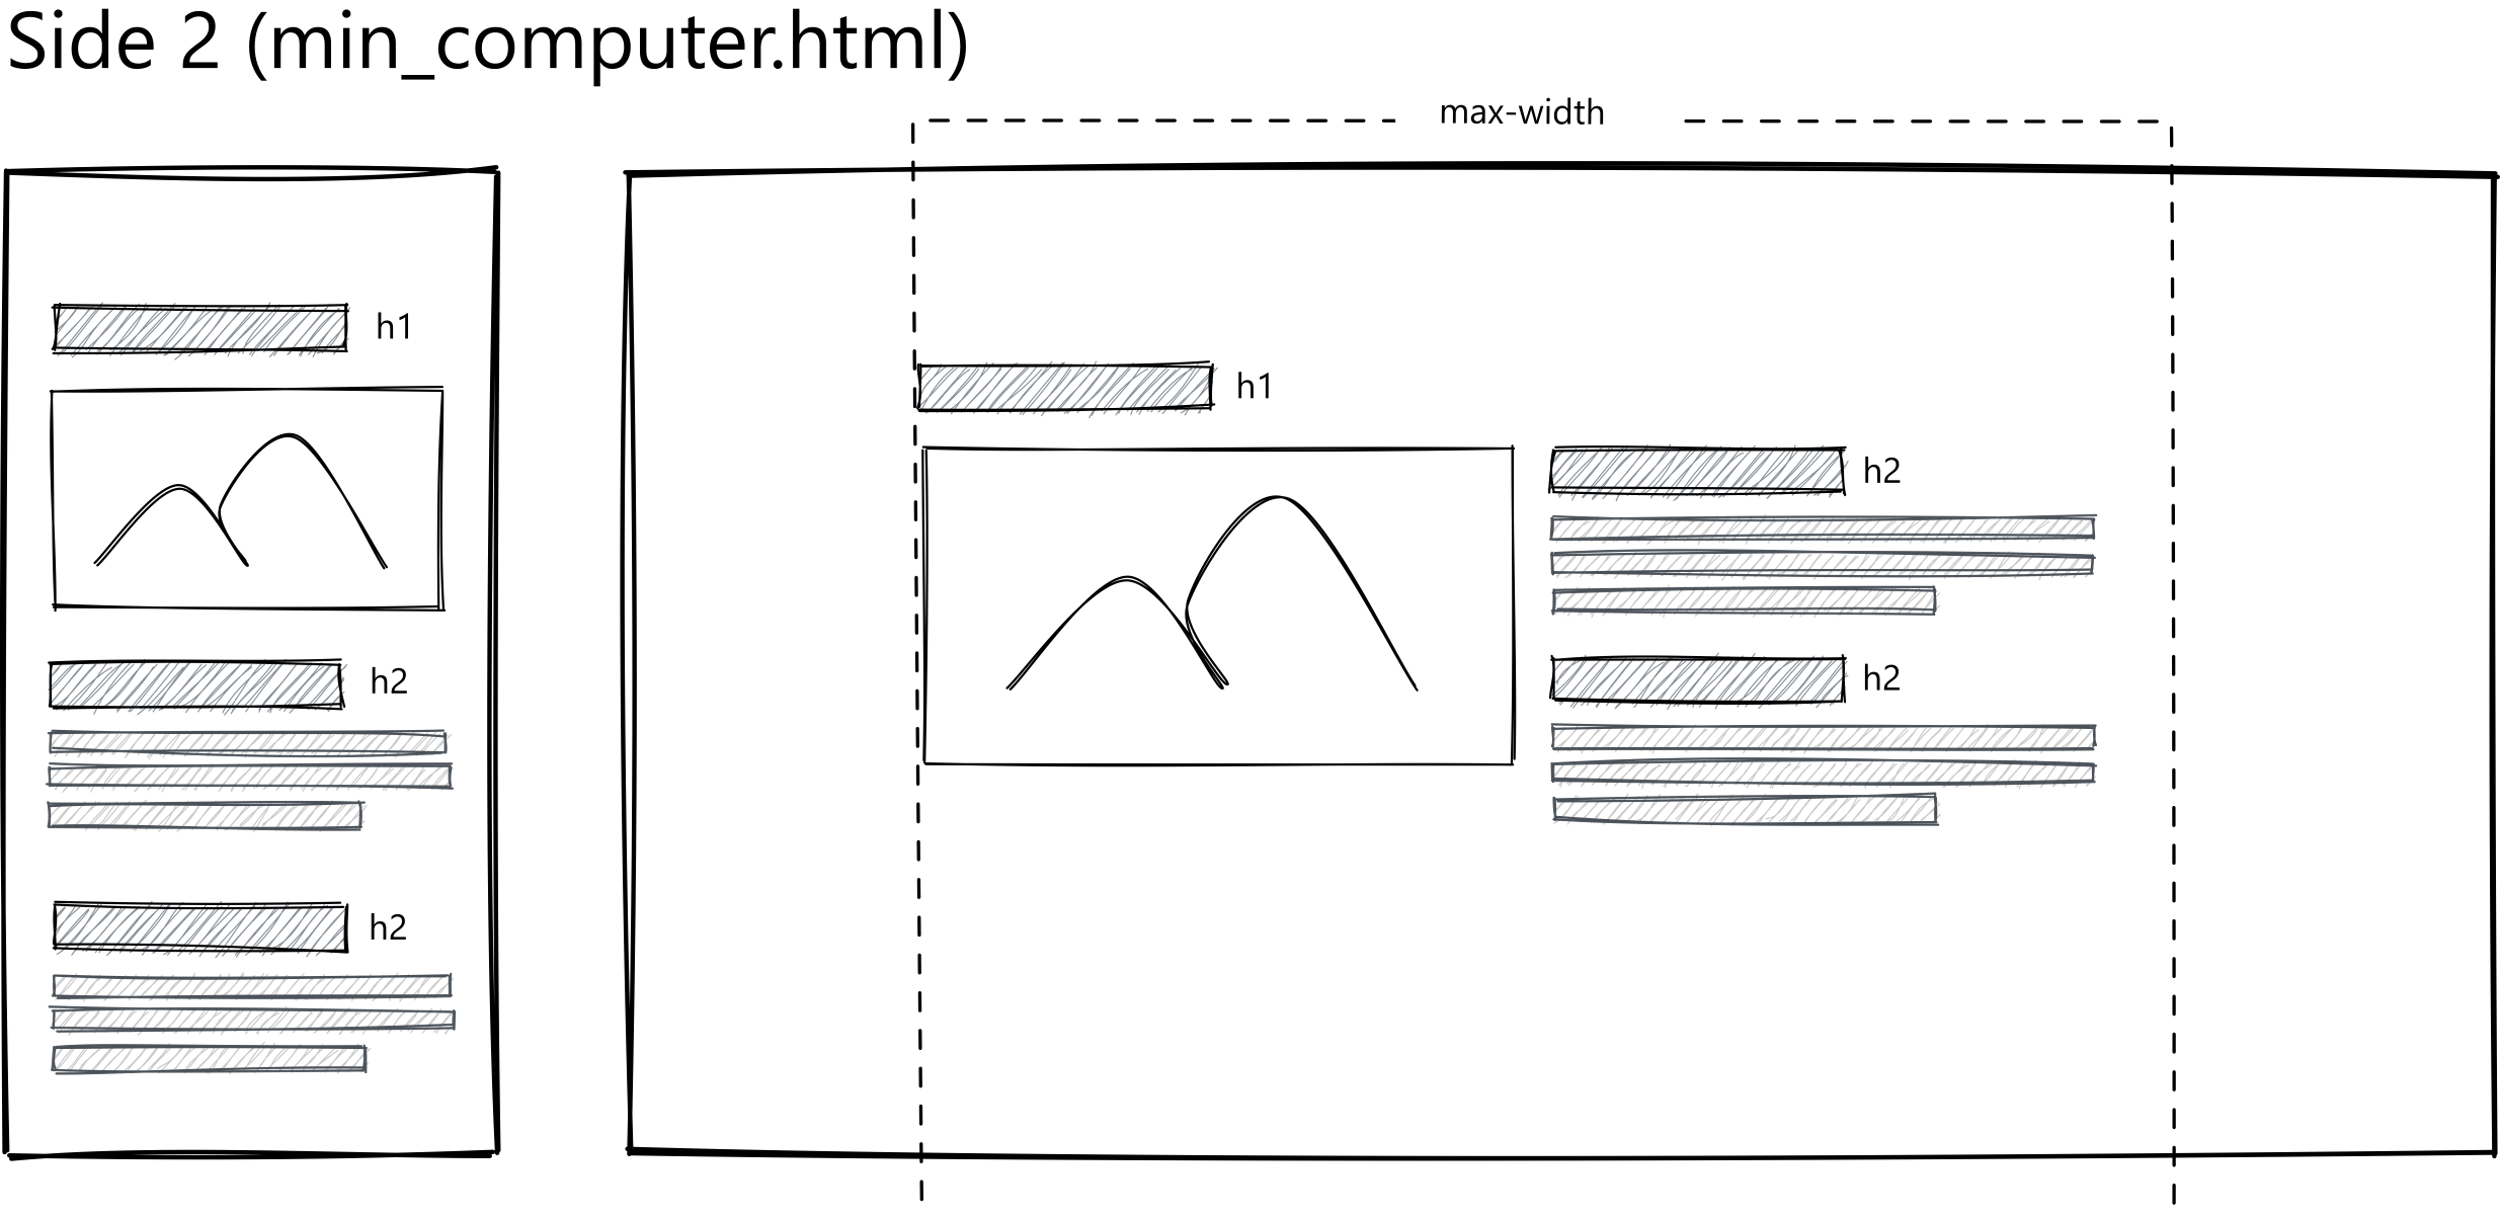 Side 2 (min_computer.html)
max-width
h1
h2
h2
h1
h2
h2